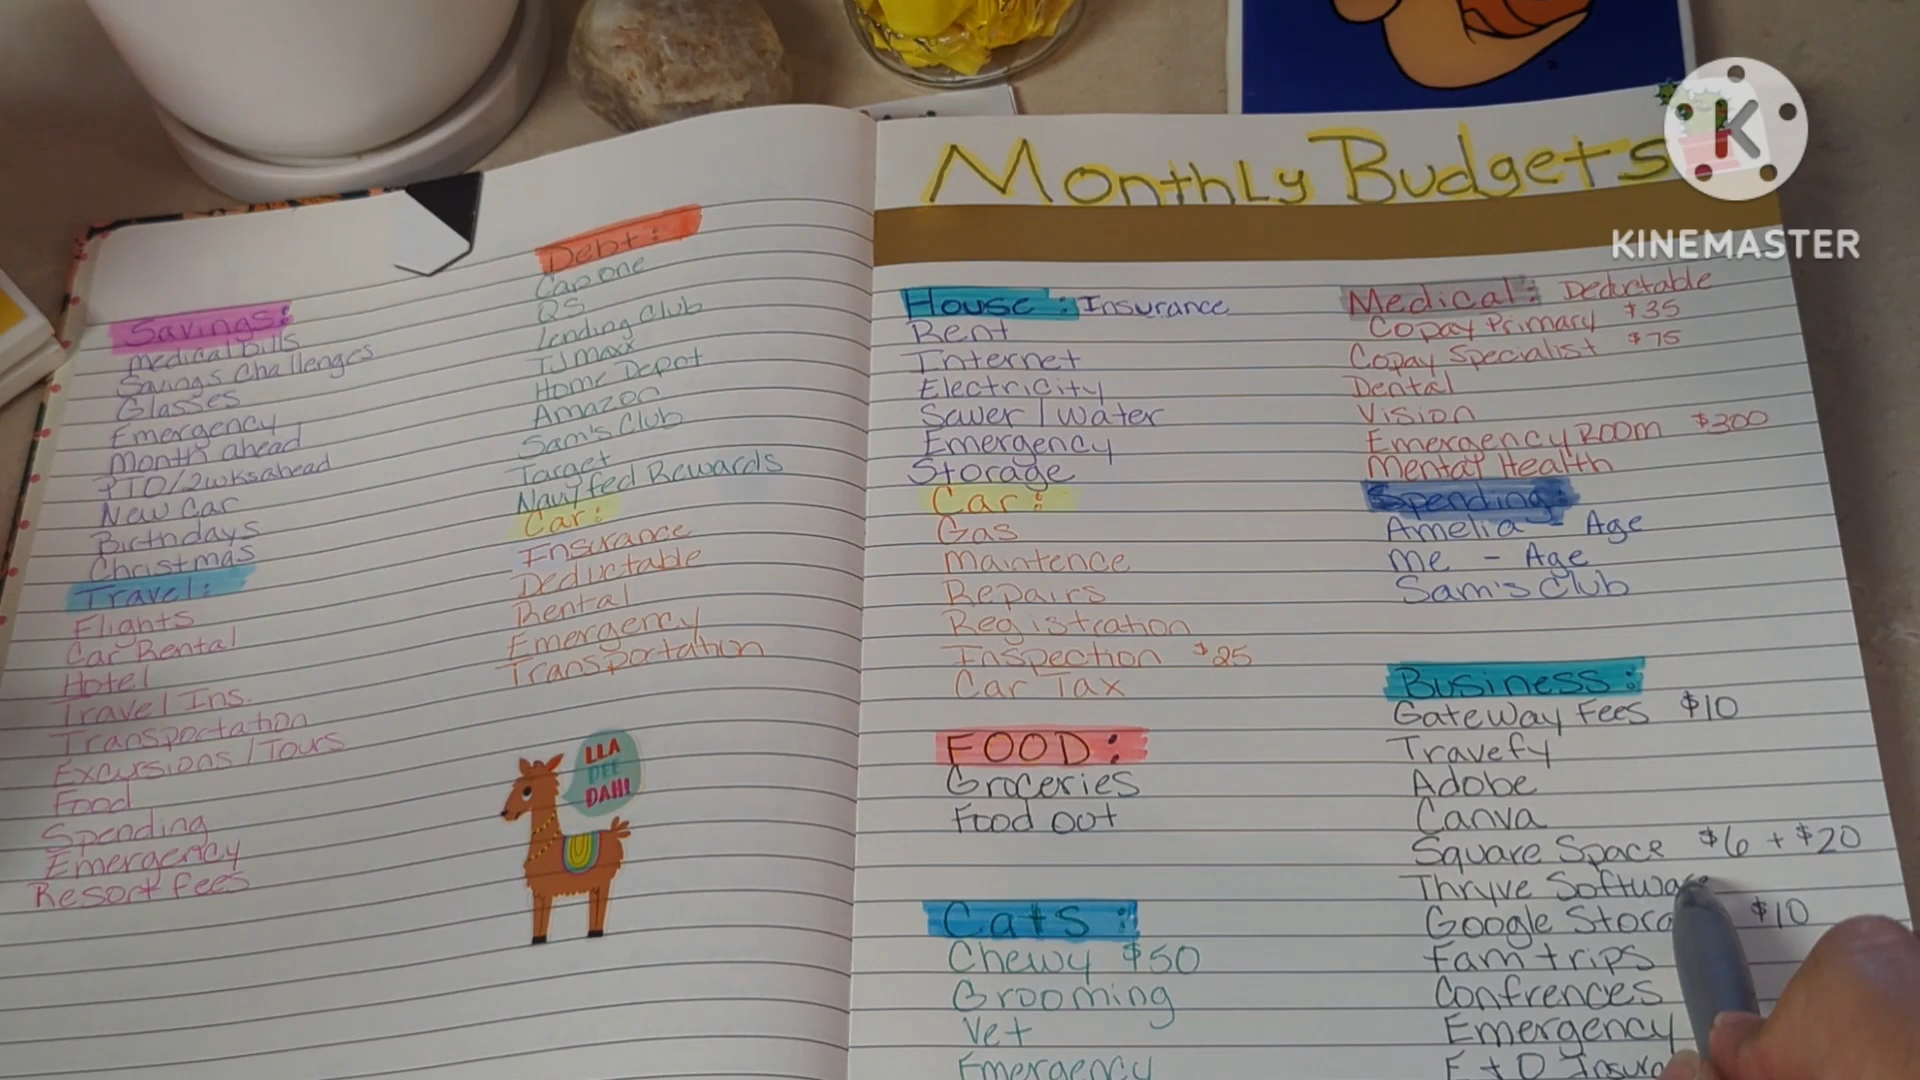 Savings:
Medical bills
Savings Challenges
Glasses
Emergency
Month ahead
PTO/2wks ahead
New Car
Birthdays
Christmas
Travel:
Flights
Car Rental
Hotel
Travel Ins.
Transportation
Excursions / Tours
Food
Spending
Emergency
Resort fees
Debt:
Cap one
QS
Lending Club
TJ maxx
Home Depot
Amazon
Sam's Club
Target
Navy fed Rewards
Car:
Insurance
Deductable
Rental
Emergency
Transportation
LLA
DEE
DAH!
Monthly Budgets
House: Insurance
Rent
Internet
Electricity
Sewer / Water
Emergency
Storage
Car:
Gas
Maintence
Repairs
Registration
Inspection $25
Car Tax
FOOD:
Groceries
Food out
Cats:
Chewy $50
Grooming
Vet
Emergency
Medical: Deductable
Copay Primary $35
Copay Specialist $75
Dental
Vision
Emergency Room $300
Mental Health
Spending:
Amelia - Age
Me - Age
Sam's Club
Business:
Gateway Fees $10
Travefy
Adobe
Canva
Square Space $6 + $20
Thryve Software
Google Stora $10
Fam trips
Confrences
Emergency
E + O Insura
K
KINEMASTER